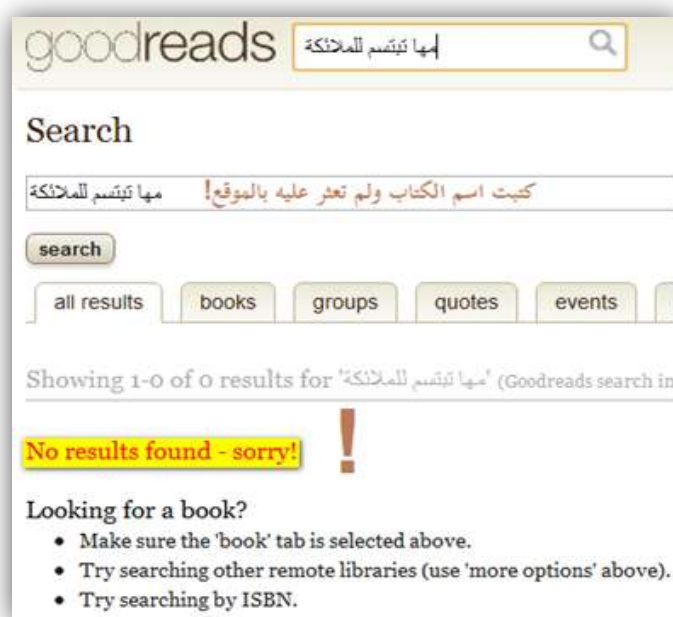 goodreads مها تبتسم للملائكة
Search
مها تبتسم للملائكة كتبت اسم الكتاب ولم تعثر عليه بالموقع!
search
all results books groups quotes events
Showing 1-0 of 0 results for 'مها تبتسم للملائكة' (Goodreads search in
No results found - sorry! !
Looking for a book?
• Make sure the 'book' tab is selected above.
• Try searching other remote libraries (use 'more options' above).
• Try searching by ISBN.